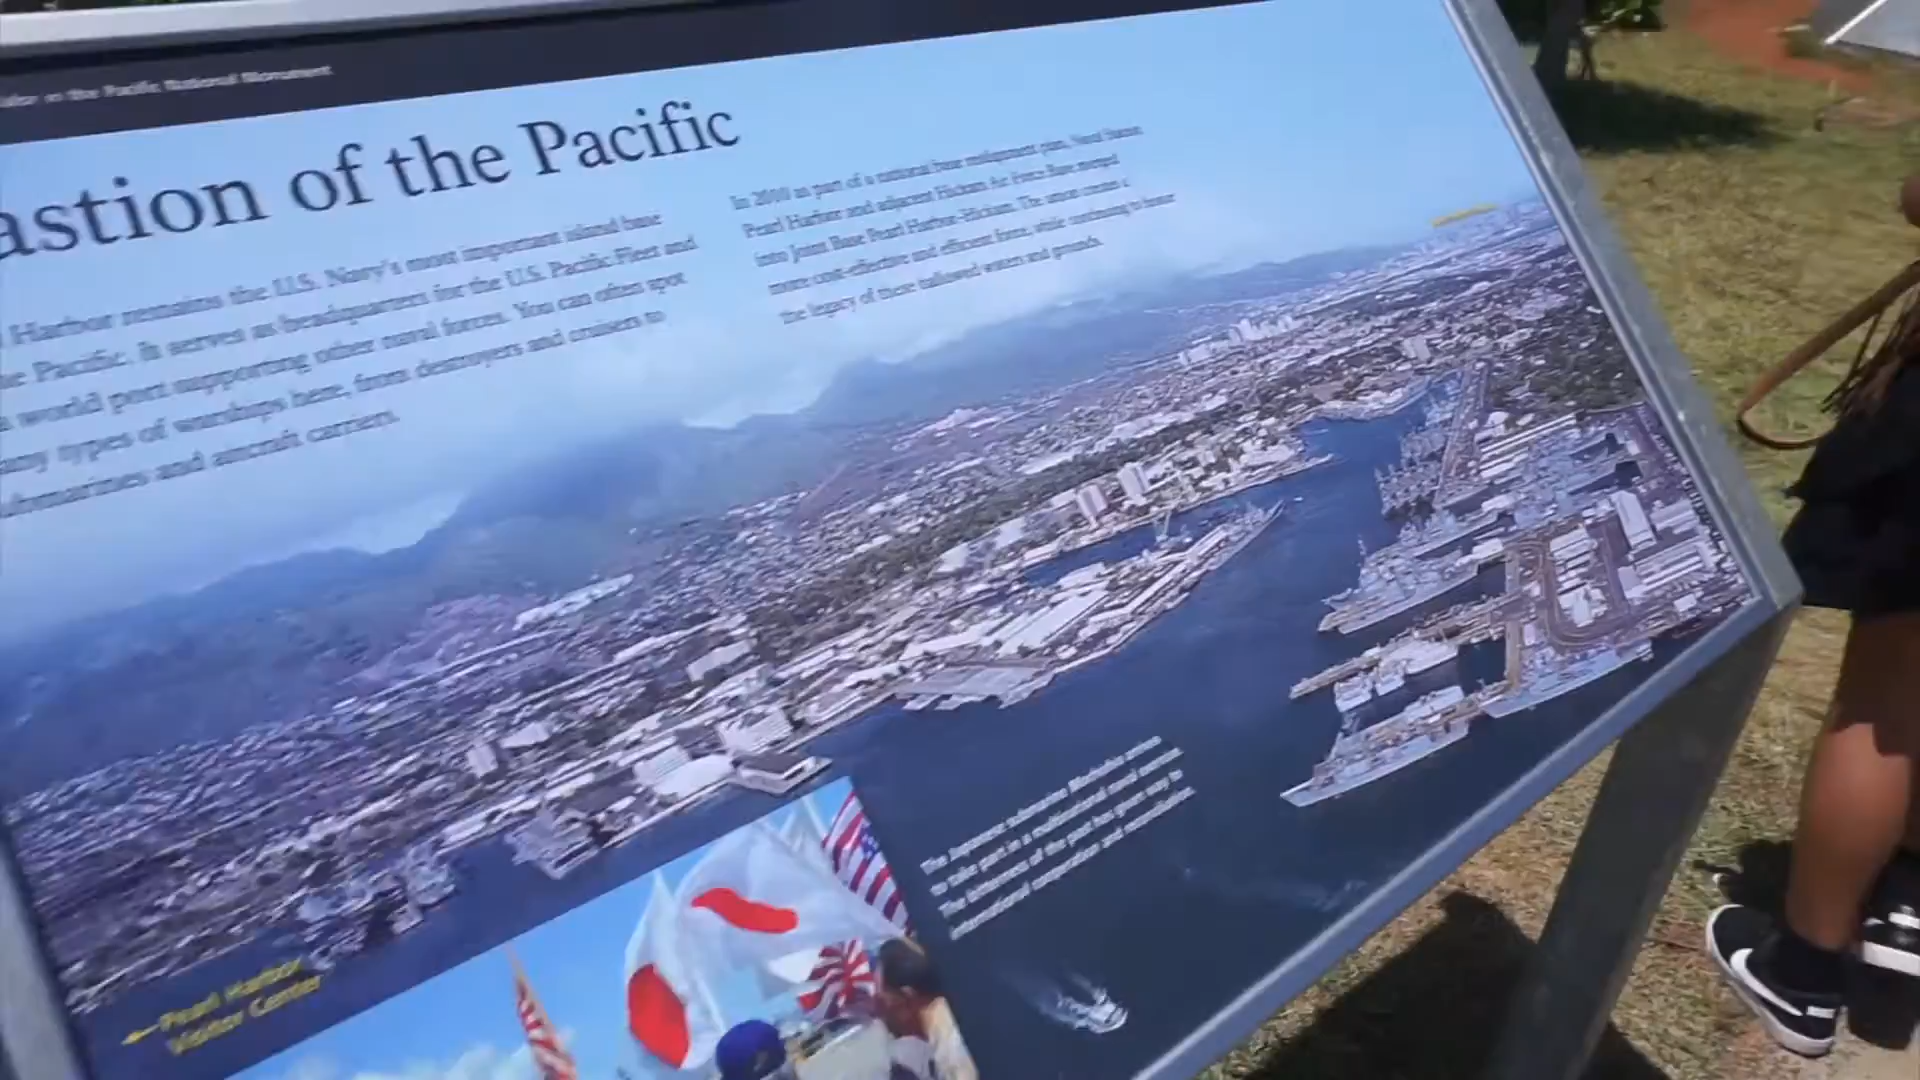 in the Pacific National Monument
astion of the Pacific
Harbor remains the U.S. Navy's most important island base
Pacific. It serves as headquarters for the U.S. Pacific Fleet and
world port supporting other naval forces. You can often spot
any types of warships here, from destroyers and cruisers to
bmarines and aircraft carriers.
In 2010 as part of a national base realignment plan, Naval Station
Pearl Harbor and adjacent Hickam Air Force Base merged
into Joint Base Pearl Harbor-Hickam. The union creates a
more cost-effective and efficient force, while continuing to honor
the legacy of these hallowed waters and grounds.
The Japanese submarine arrives
to take part in a multinational naval exercise.
The bitterness of the past has given way to
international cooperation and
Pearl Harbor
Visitor Center